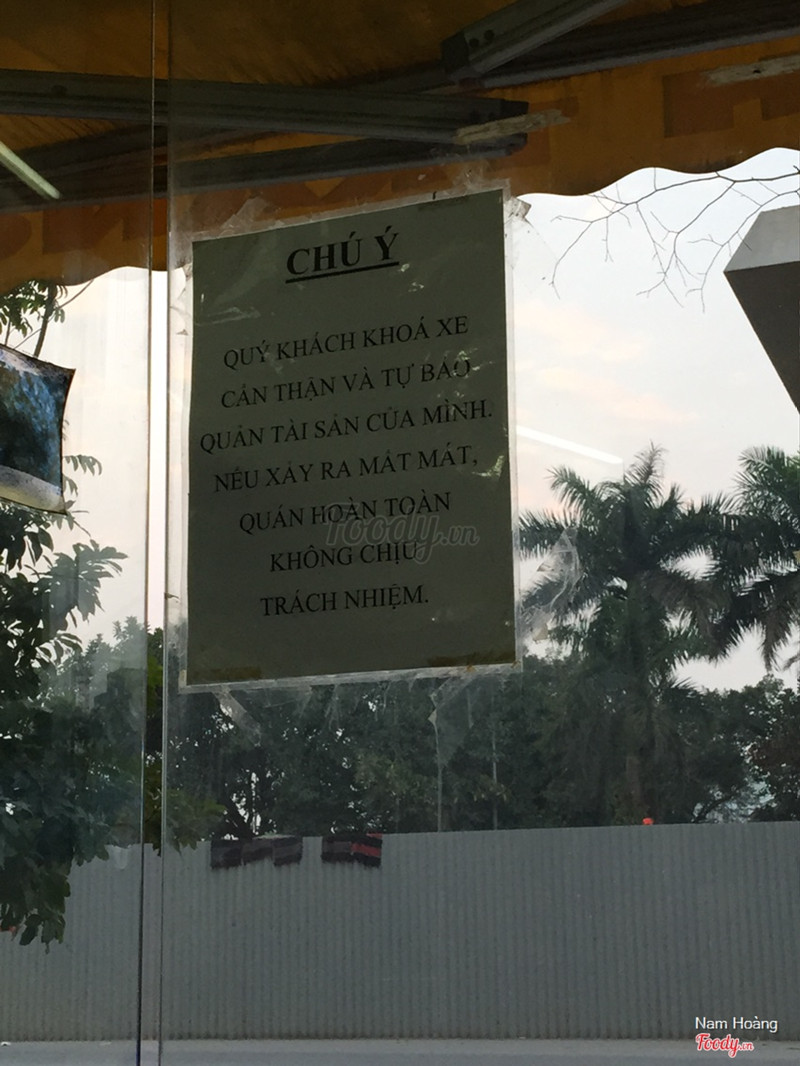 CHÚ Ý
QUÝ KHÁCH KHOÁ XE
CẨN THẬN VÀ TỰ BẢO
QUẢN TÀI SẢN CỦA MÌNH.
NẾU XẢY RA MẤT MÁT,
QUÁN HOÀN TOÀN
KHÔNG CHỊU
TRÁCH NHIỆM.
Foody.vn
Nam Hoàng
Foody.vn